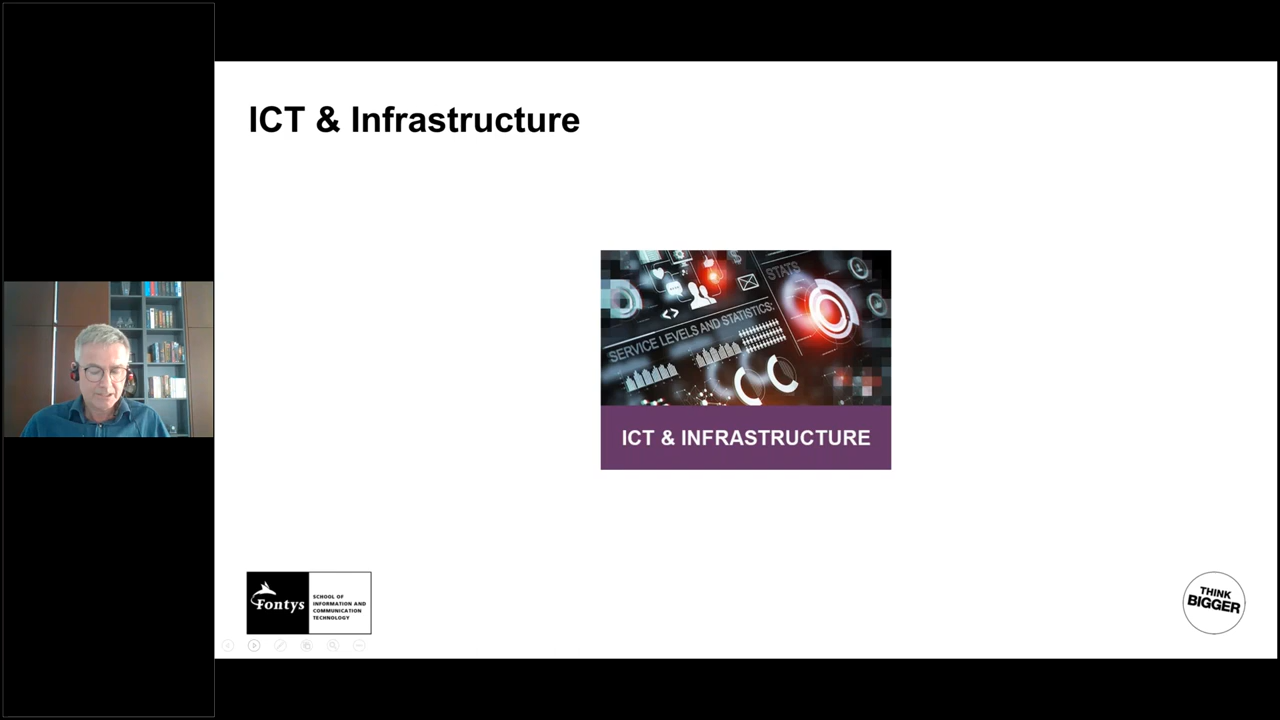 ICT & Infrastructure
STATS
SERVICE LEVELS AND STATISTICS:
ICT & INFRASTRUCTURE
Fontys
SCHOOL OF
INFORMATION AND
COMMUNICATION
TECHNOLOGY
THINK
BIGGER